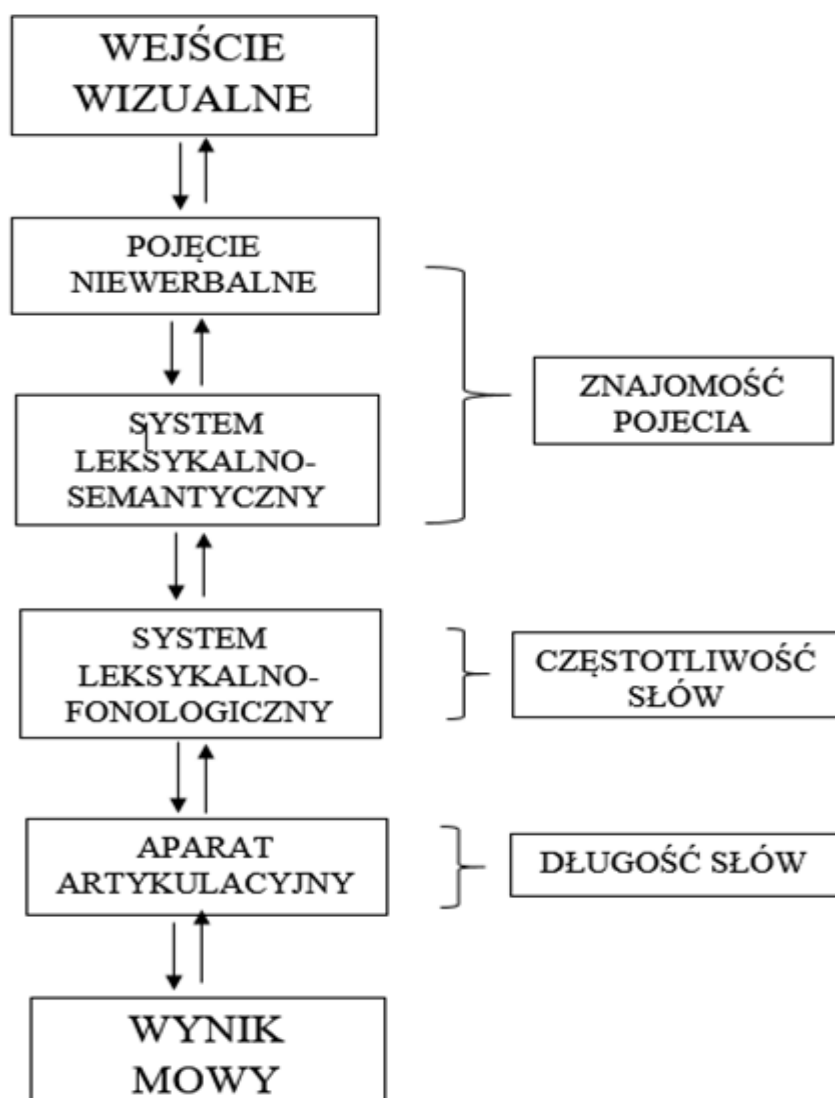 WEJŚCIE
WIZUALNE
POJĘCIE
NIEWERBALNE
ZNAJOMOŚĆ
POJECIA
SYSTEM
LEKSYKALNO-
SEMANTYCZNY
SYSTEM
LEKSYKALNO-
FONOLOGICZNY
CZĘSTOTLIWOŚĆ
SŁÓW
APARAT
ARTYKULACYJNY
DŁUGOŚĆ SŁÓW
WYNIK
MOWY